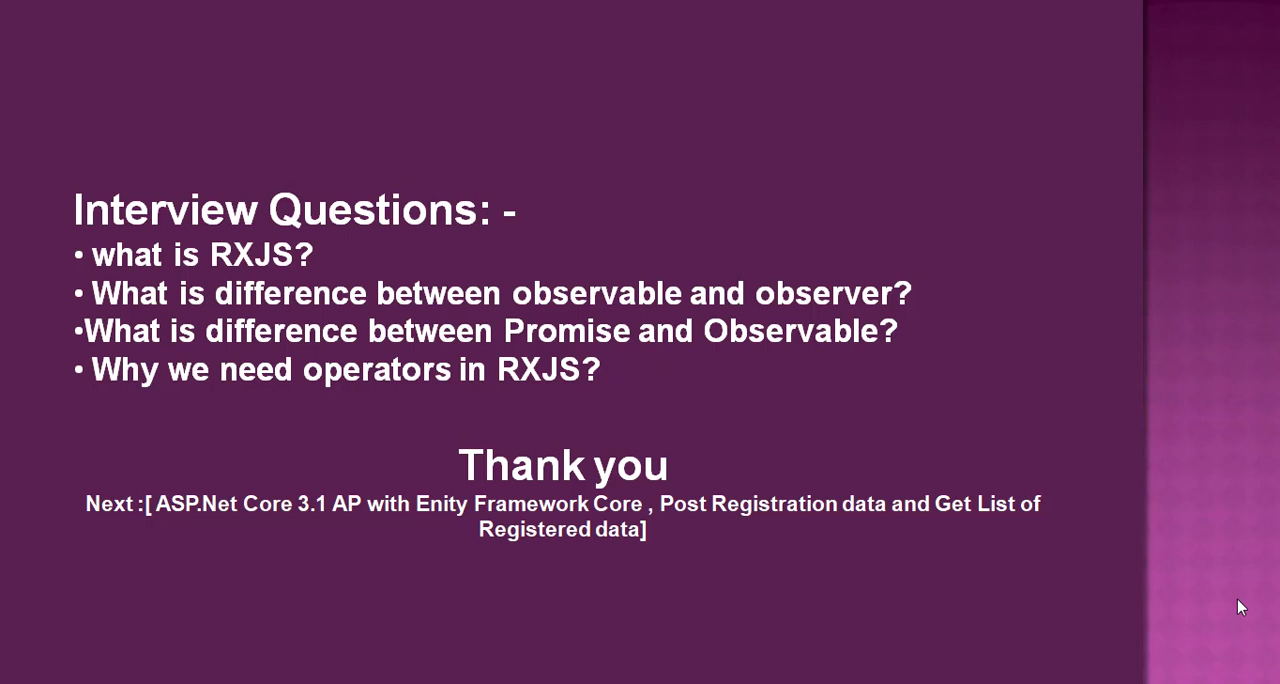 Interview Questions: -
• what is RXJS?
• What is difference between observable and observer?
•What is difference between Promise and Observable?
• Why we need operators in RXJS?
Thank you
Next :[ ASP.Net Core 3.1 AP with Enity Framework Core , Post Registration data and Get List of
Registered data]